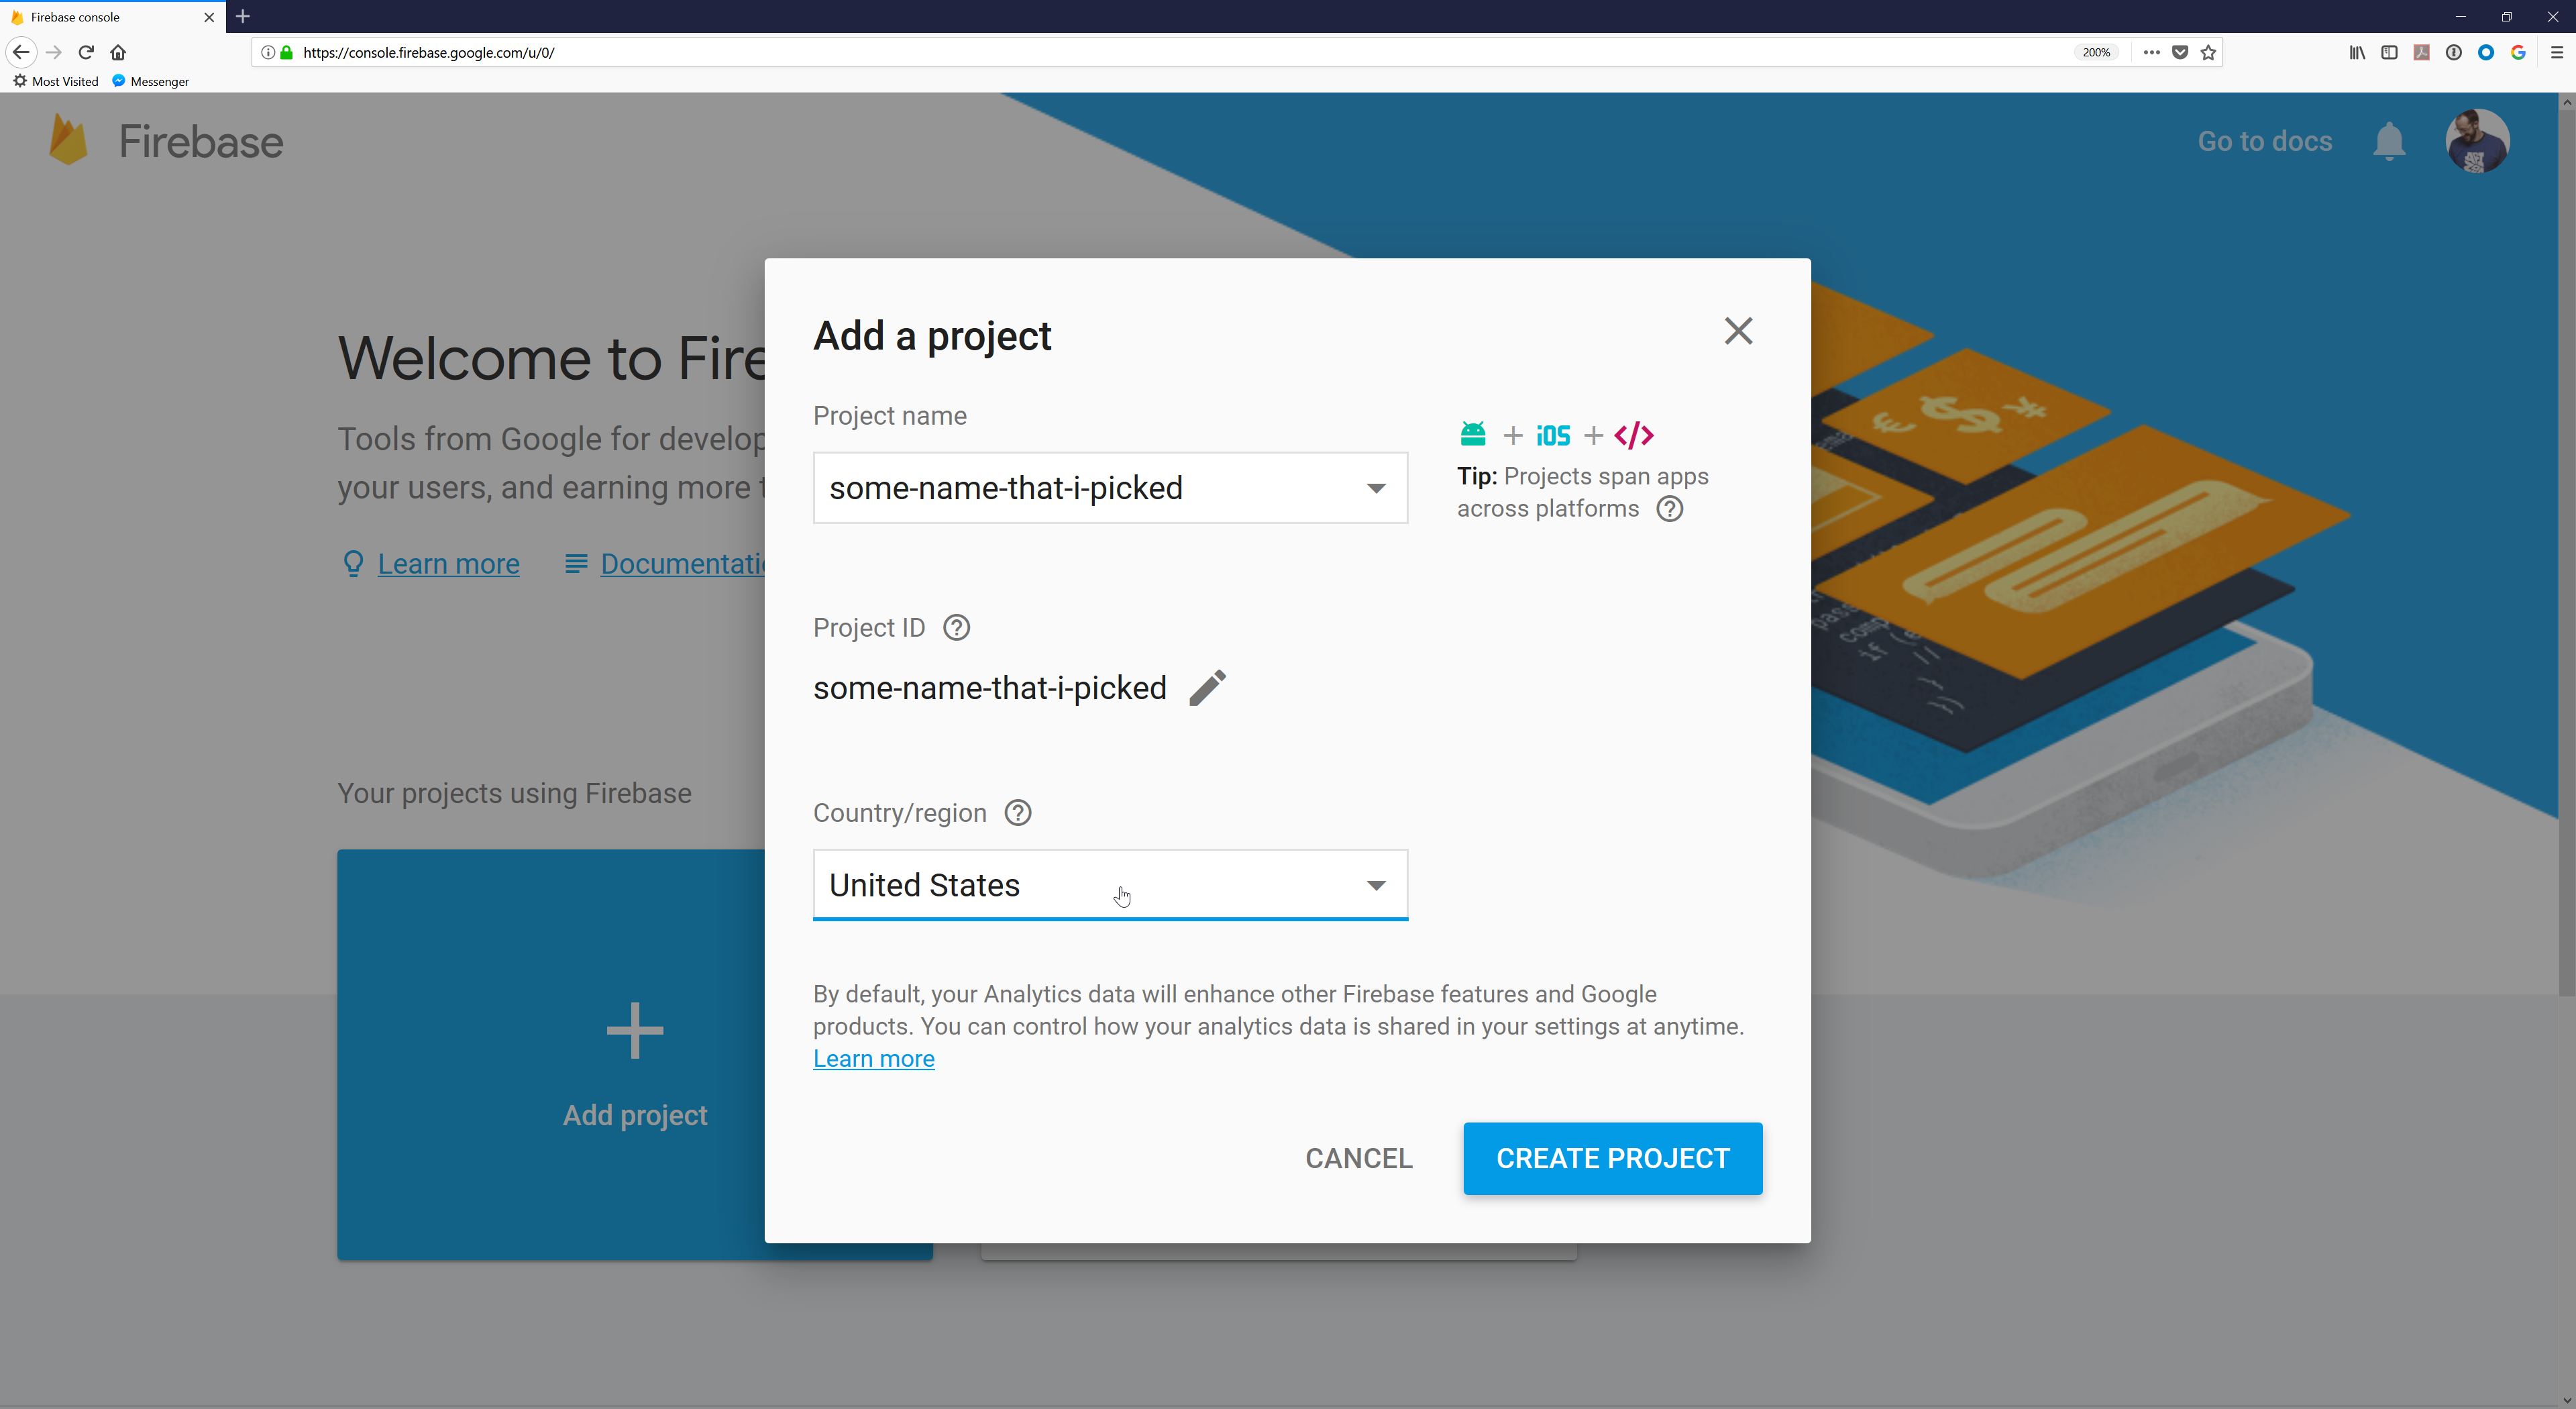 Firebase console
https://console.firebase.google.com/u/0/
200%
Most Visited Messenger
Firebase
Go to docs
Welcome to Fire
Tools from Google for develop
your users, and earning more
Learn more Documentati
Your projects using Firebase
Add project
Add a project
Project name
some-name-that-i-picked
iOS
Tip: Projects span apps
across platforms
Project ID
some-name-that-i-picked
Country/region
United States
By default, your Analytics data will enhance other Firebase features and Google
products. You can control how your analytics data is shared in your settings at anytime.
Learn more
CANCEL CREATE PROJECT